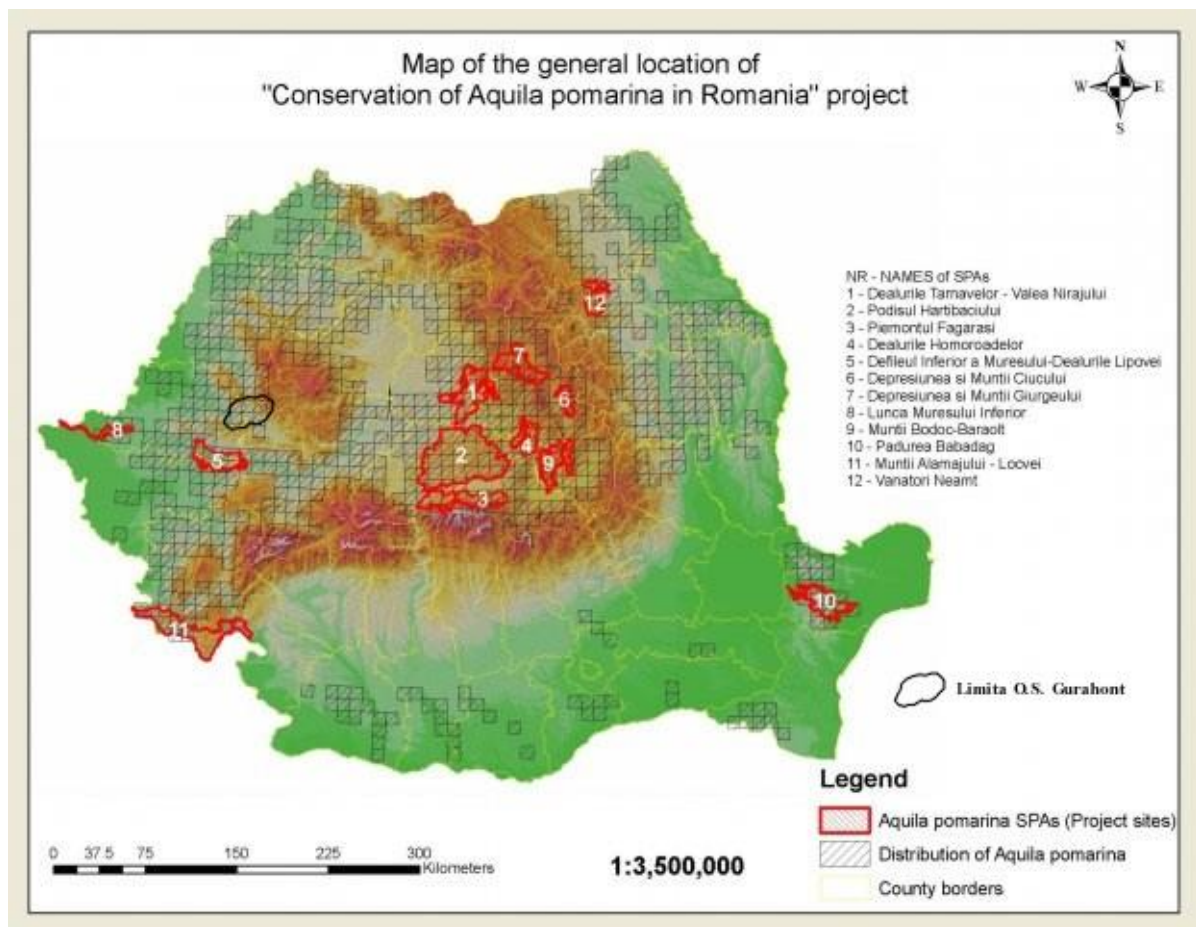 Map of the general location of
"Conservation of Aquila pomarina in Romania" project
N
W E
S
NR - NAMES of SPAs
1 - Dealurile Tarnavelor - Valea Nirajului
2 - Podisul Hartibaciului
3 - Piemontul Fagarasi
4 - Dealurile Homoroadelor
5 - Defileul Inferior a Muresului-Dealurile Lipovei
6 - Depresiunea si Muntii Ciucului
7 - Depresiunea si Muntii Giurgeului
8 - Lunca Muresului Inferior
9 - Muntii Bodoc-Baraolt
10 - Padurea Babadag
11 - Muntii Alamajului - Locvei
12 - Vanatori Neamt
12
7
1
6
8
4
5
2
9
3
10
11
Limita O.S. Gurahont
Legend
Aquila pomarina SPAs (Project sites)
Distribution of Aquila pomarina
County borders
0 37.5 75 150 225 300
Kilometers
1:3,500,000